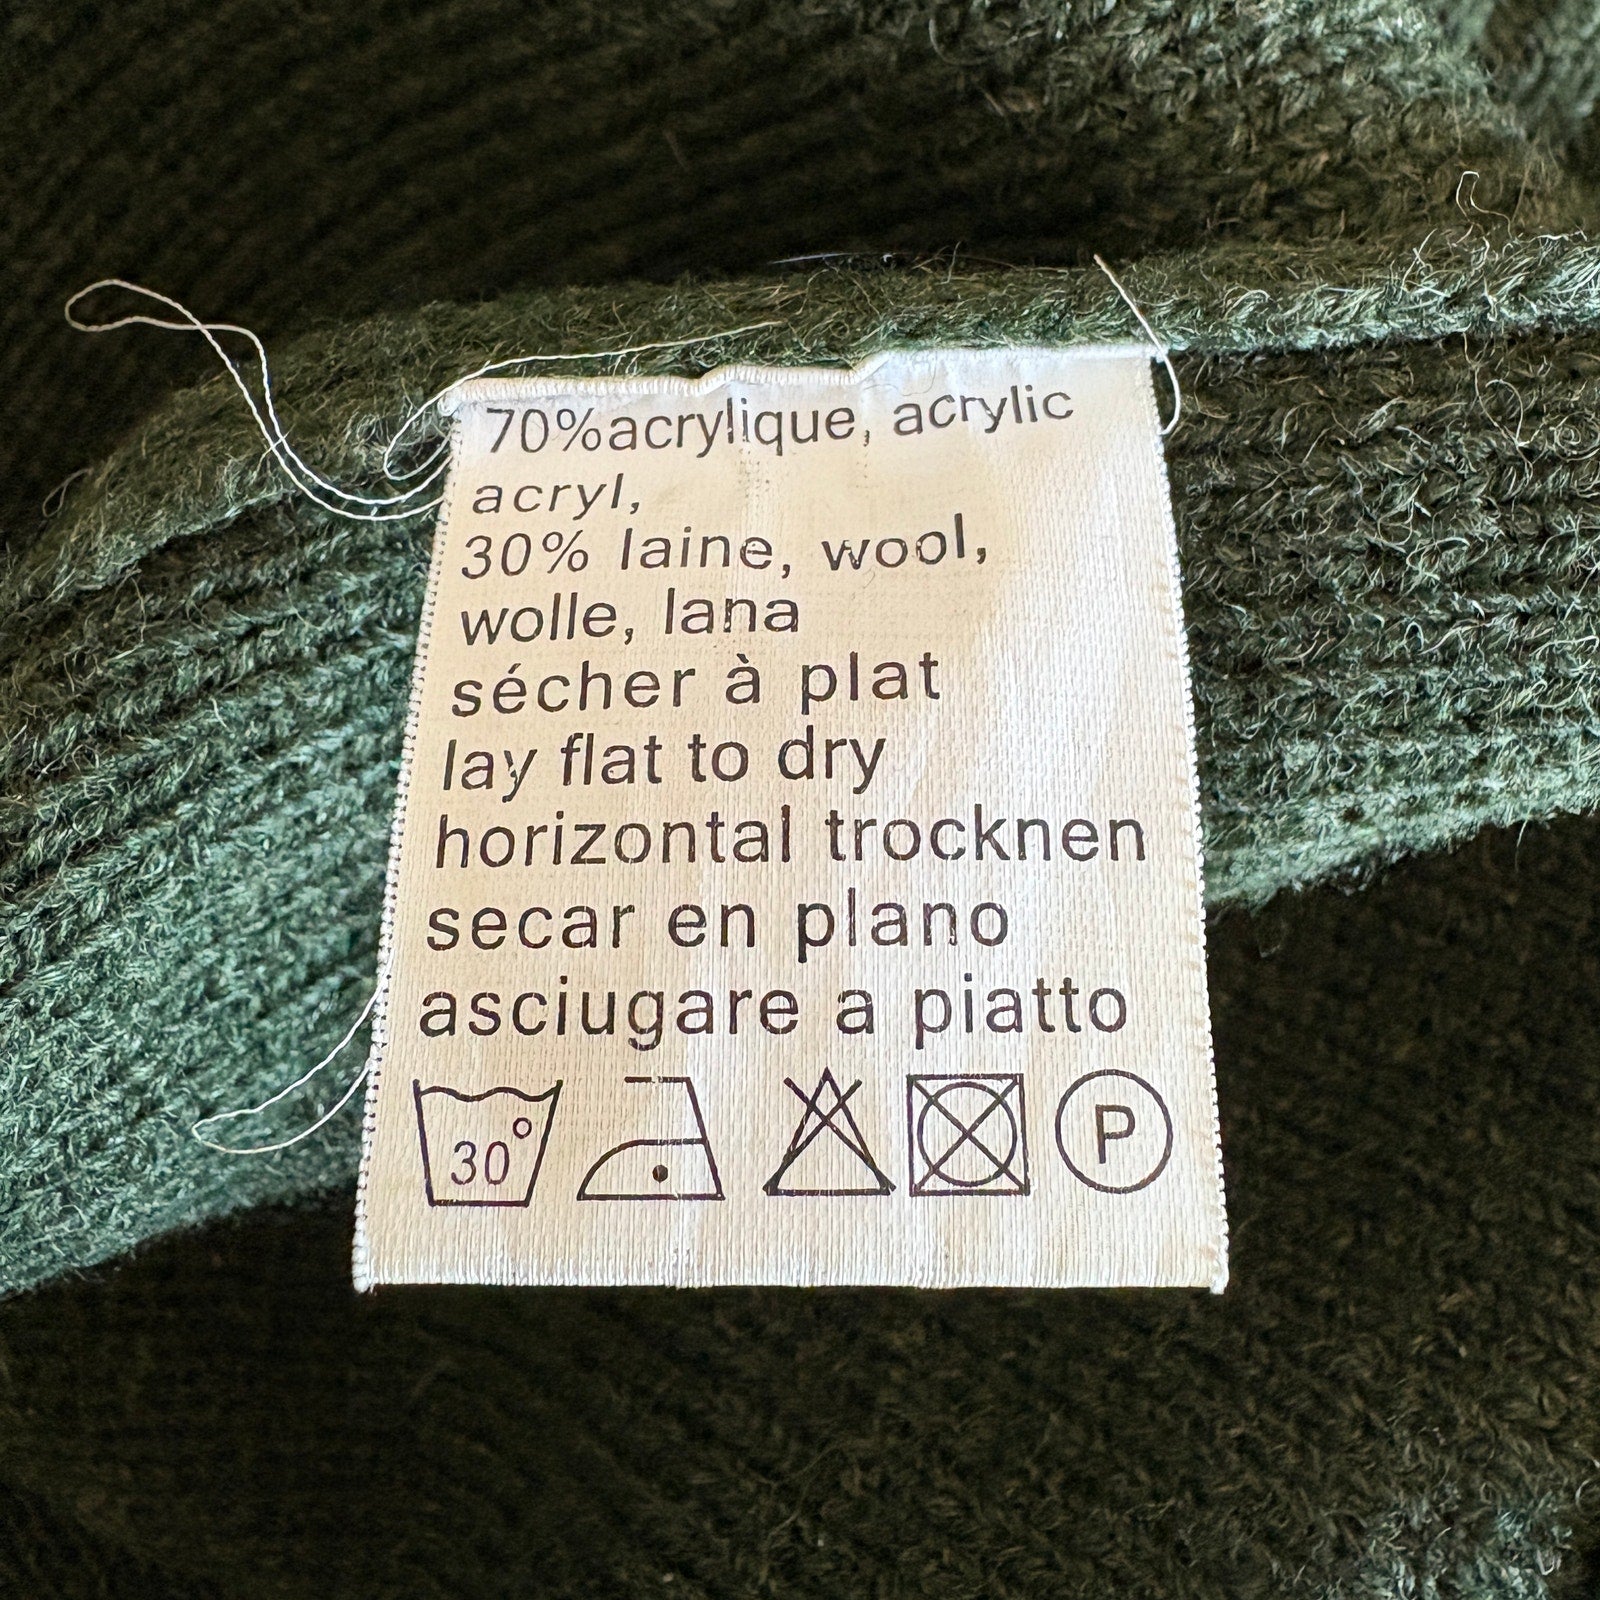 70%acrylique, acrylic
acryl,
30% laine, wool,
wolle, lana
sécher à plat
lay flat to dry
horizontal trocknen
secar en plano
asciugare a piatto
30° P